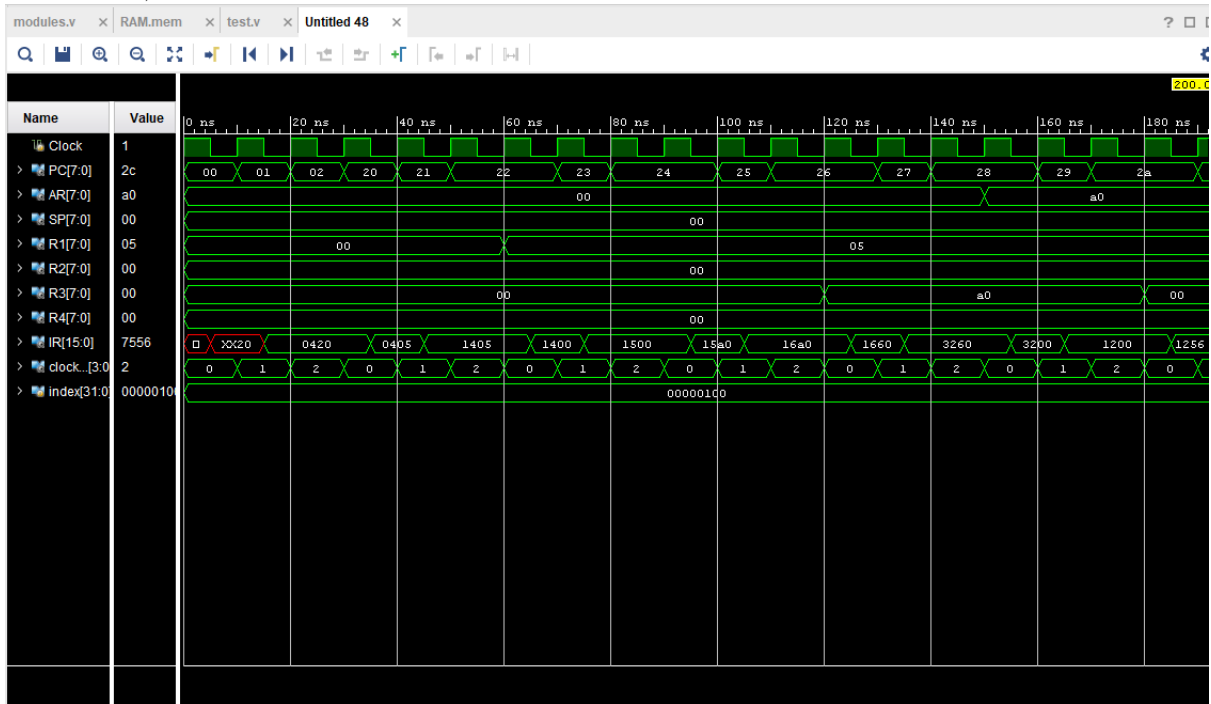 modules.v × RAM.mem × test.v × Untitled 48 × ?
200.0
Name Value 0 ns 20 ns 40 ns 60 ns 80 ns 100 ns 120 ns 140 ns 160 ns 180 ns
Clock 1
> PC[7:0] 2c 00 01 02 20 21 22 23 24 25 26 27 28 29 2a
> AR[7:0] a0 00 a0
> SP[7:0] 00 00
> R1[7:0] 05 00 05
> R2[7:0] 00 00
> R3[7:0] 00 00 a0 00
> R4[7:0] 00 00
> IR[15:0] 7556 XX20 0420 0405 1405 1400 1500 15a0 16a0 1660 3260 3200 1200 1256
> clock...[3:0 2 0 1 2 0 1 2 0 1 2 0 1 2 0 1 2 0 1 2 0
> index[31:0] 00000100 00000100